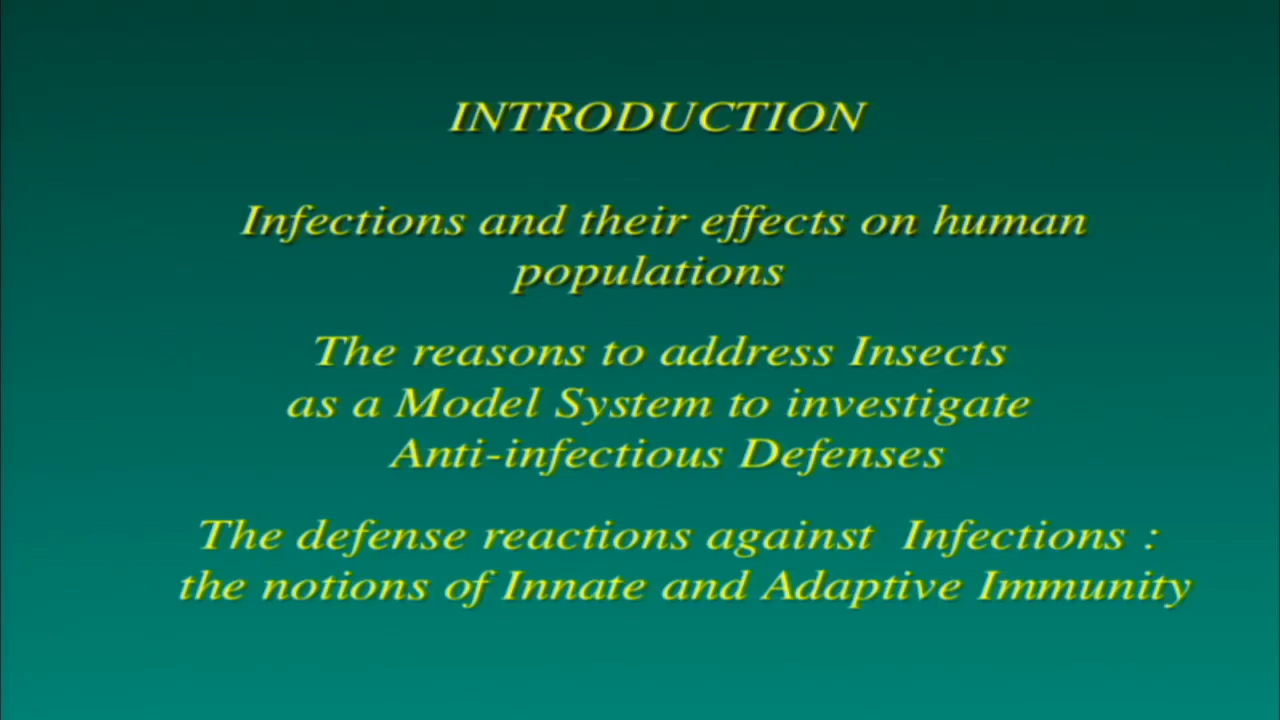 INTRODUCTION
Infections and their effects on human
populations
The reasons to address Insects
as a Model System to investigate
Anti-infectious Defenses
The defense reactions against  Infections :
the notions of Innate and Adaptive Immunity